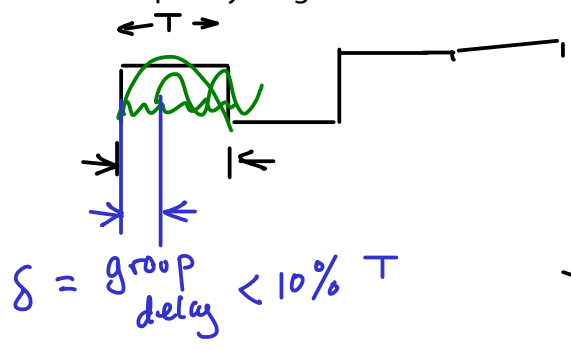 T
δ = group delay < 10% T